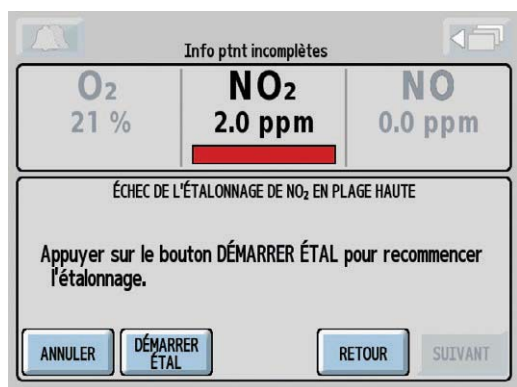 Info ptnt incomplètes
O₂ NO₂ NO
21 % 2.0 ppm 0.0 ppm
ÉCHEC DE L'ÉTALONNAGE DE NO₂ EN PLAGE HAUTE
Appuyer sur le bouton DÉMARRER ÉTAL pour recommencer
l'étalonnage.
ANNULER DÉMARRER RETOUR SUIVANT
ÉTAL